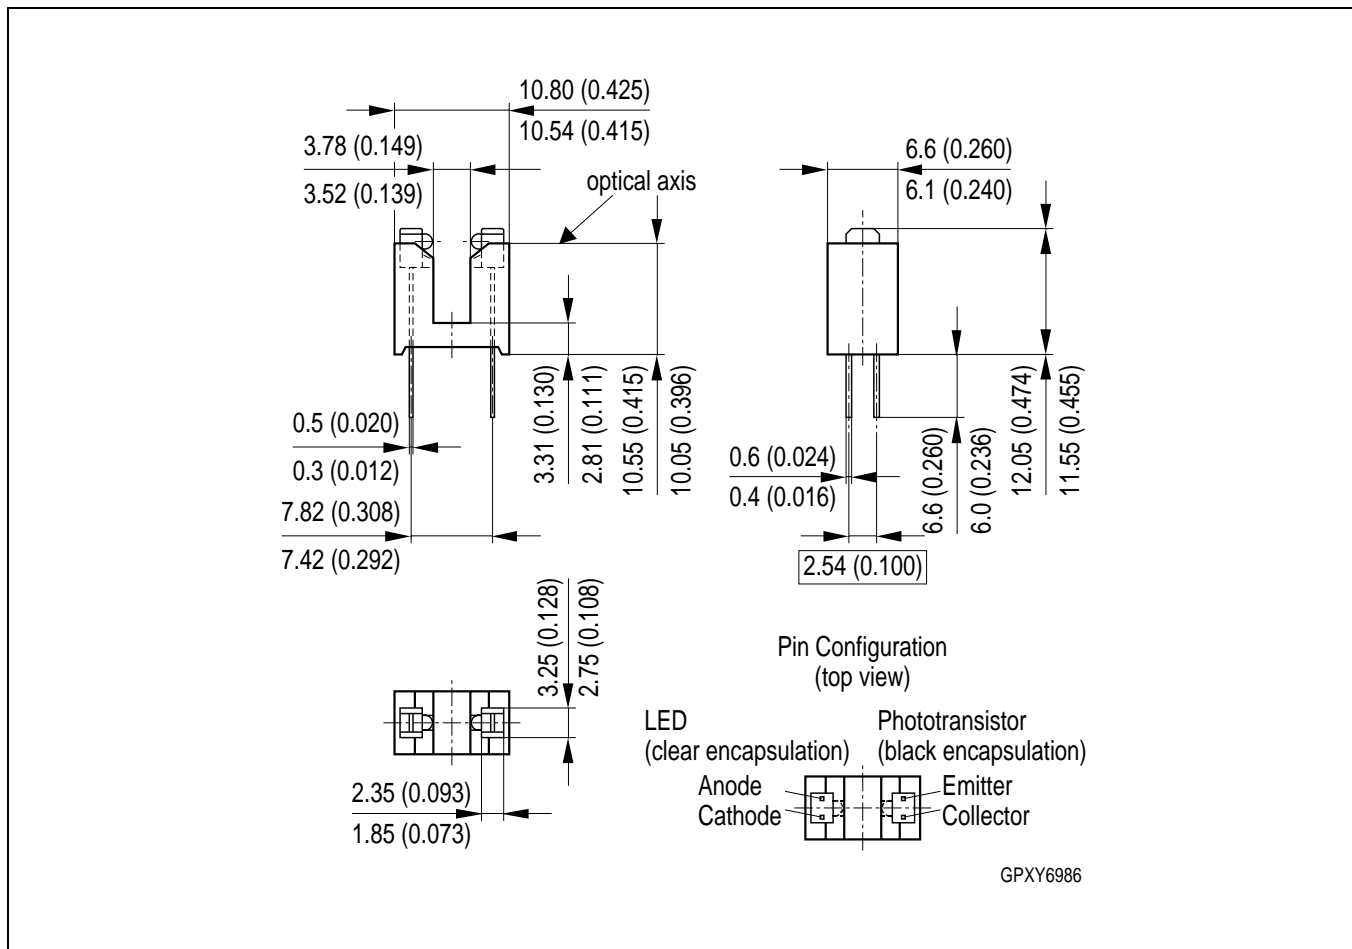 10.80 (0.425)
10.54 (0.415)
3.78 (0.149)
3.52 (0.139)
optical axis
6.6 (0.260)
6.1 (0.240)
0.5 (0.020)
0.3 (0.012)
7.82 (0.308)
7.42 (0.292)
3.31 (0.130)
2.81 (0.111)
10.55 (0.415)
10.05 (0.396)
0.6 (0.024)
0.4 (0.016)
2.54 (0.100)
6.6 (0.260)
6.0 (0.236)
12.05 (0.474)
11.55 (0.455)
3.25 (0.128)
2.75 (0.108)
2.35 (0.093)
1.85 (0.073)
Pin Configuration
(top view)
LED
(clear encapsulation)
Phototransistor
(black encapsulation)
Anode
Cathode
Emitter
Collector
GPXY6986